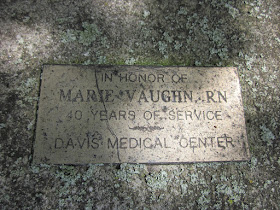 IN HONOR OF
MARIE VAUGHN, RN
40 YEARS OF SERVICE
DAVIS MEDICAL CENTER